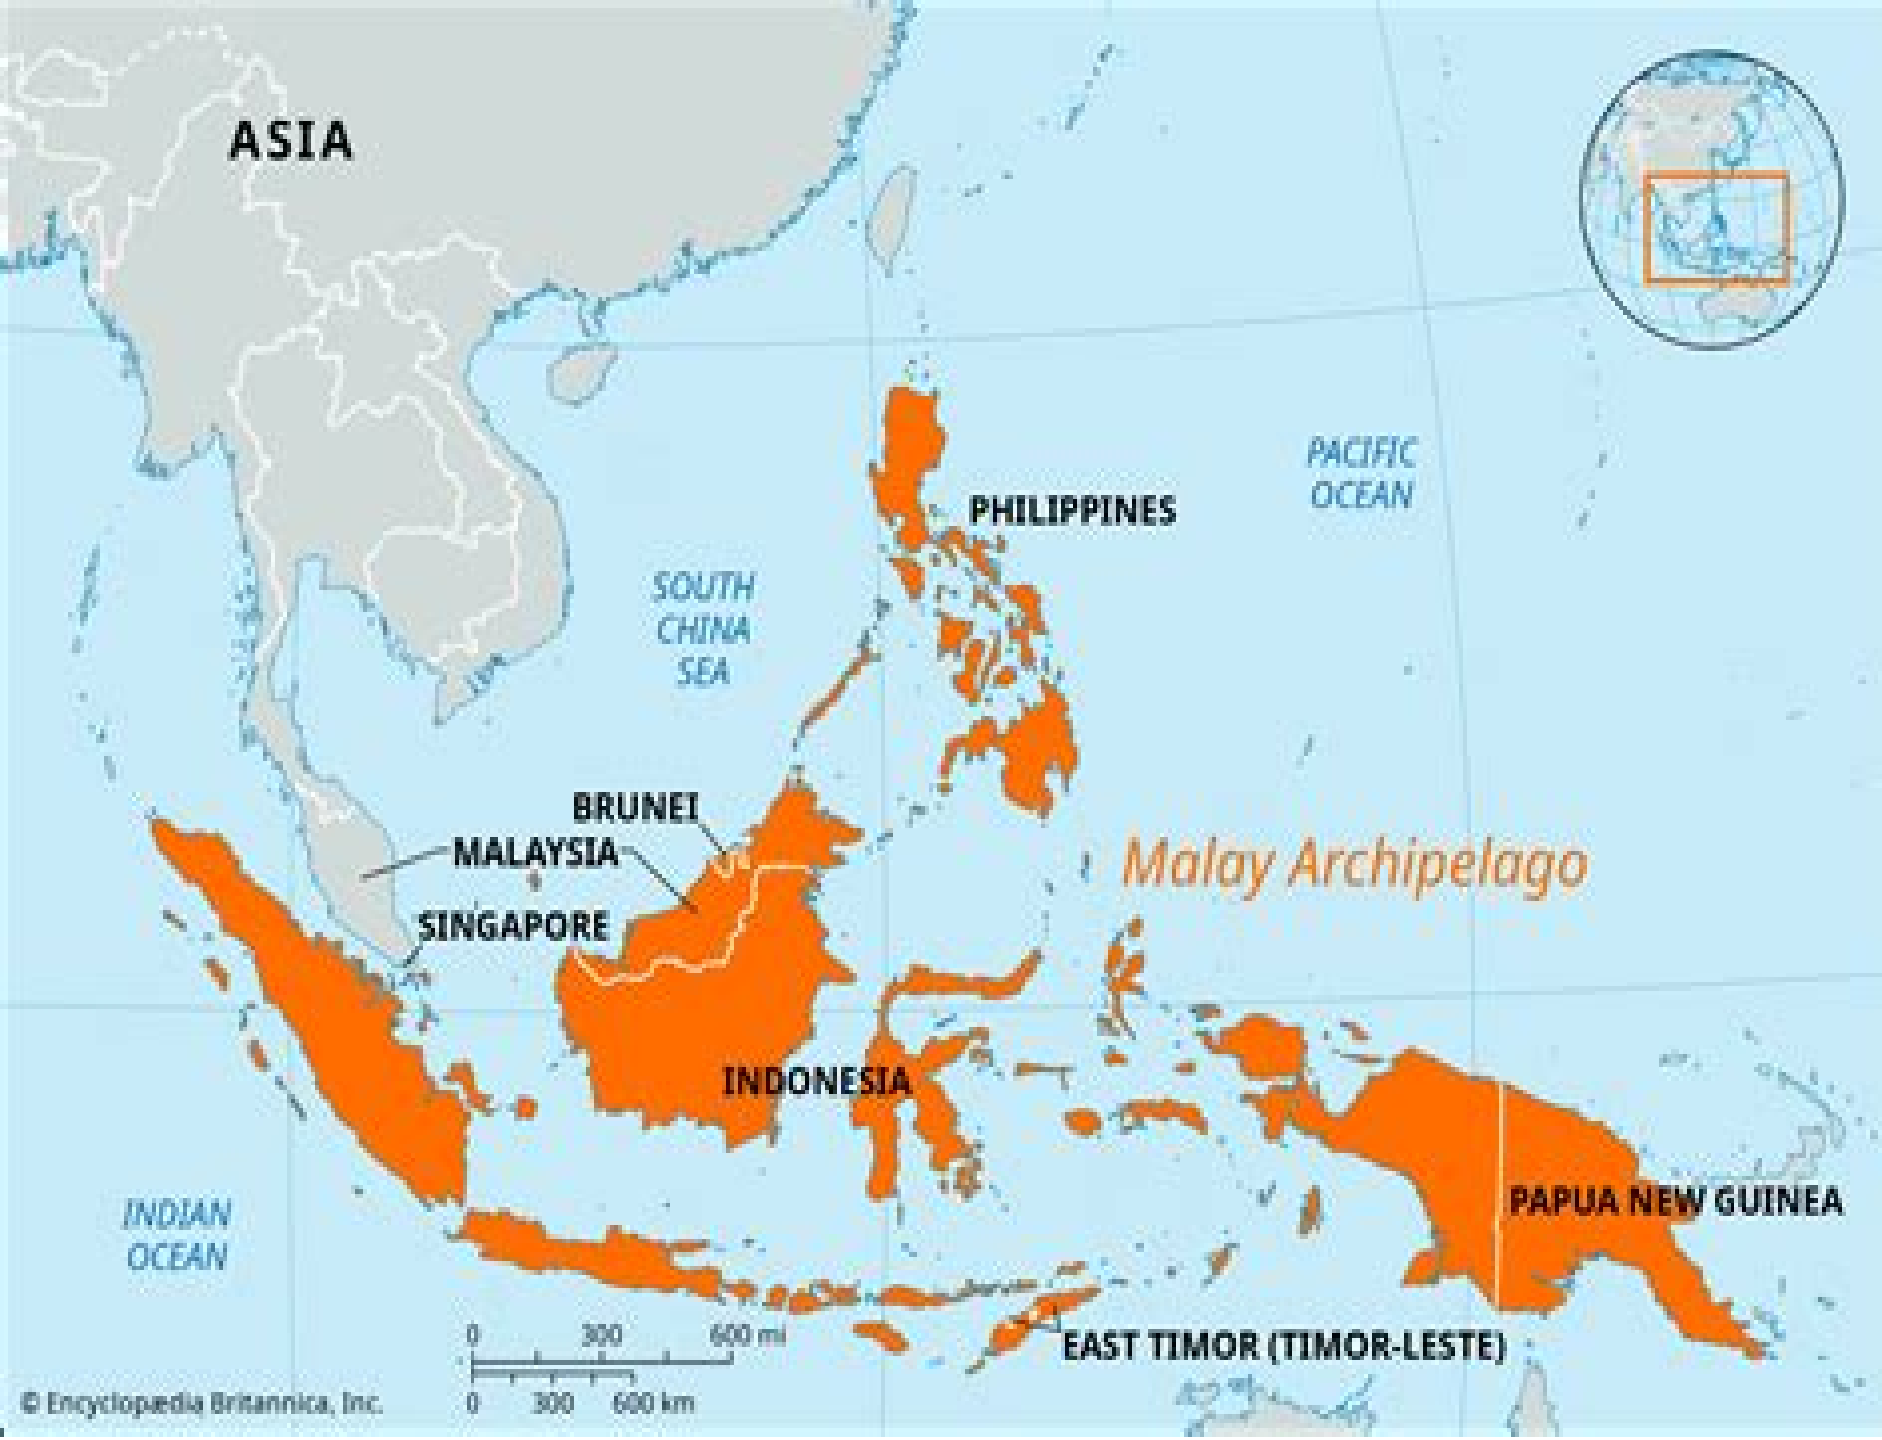 ASIA
PACIFIC
OCEAN
PHILIPPINES
SOUTH
CHINA
SEA
BRUNEI
MALAYSIA
Malay Archipelago
SINGAPORE
INDONESIA
PAPUA NEW GUINEA
INDIAN
OCEAN
EAST TIMOR (TIMOR-LESTE)
0 300 600 mi
0 300 600 km
© Encyclopædia Britannica, Inc.